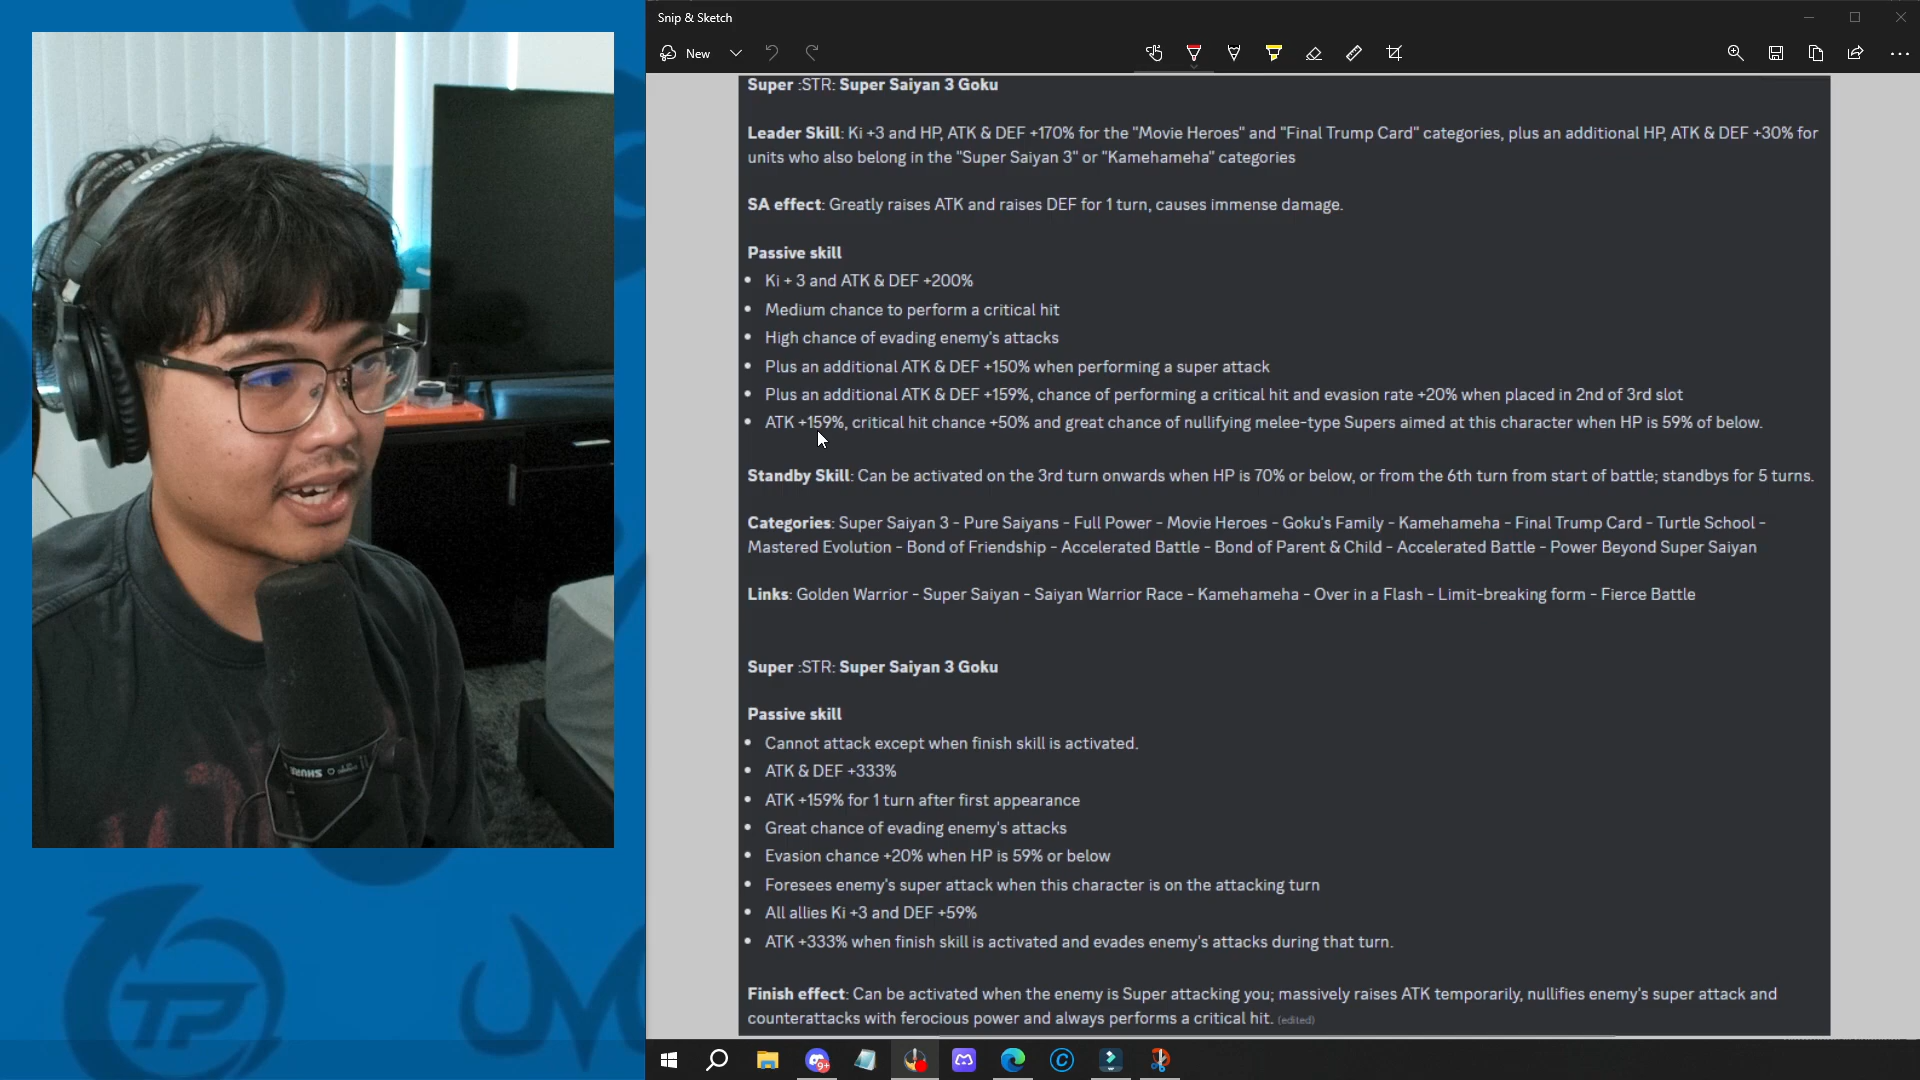 Snip & Sketch
New
Super :STR: Super Saiyan 3 Goku
Leader Skill: Ki +3 and HP, ATK & DEF +170% for the "Movie Heroes" and "Final Trump Card" categories, plus an additional HP, ATK & DEF +30% for
units who also belong in the "Super Saiyan 3" or "Kamehameha" categories
SA effect: Greatly raises ATK and raises DEF for 1 turn, causes immense damage.
Passive skill
• Ki + 3 and ATK & DEF +200%
• Medium chance to perform a critical hit
• High chance of evading enemy's attacks
• Plus an additional ATK & DEF +150% when performing a super attack
• Plus an additional ATK & DEF +159%, chance of performing a critical hit and evasion rate +20% when placed in 2nd of 3rd slot
• ATK +159%, critical hit chance +50% and great chance of nullifying melee-type Supers aimed at this character when HP is 59% of below.
Standby Skill: Can be activated on the 3rd turn onwards when HP is 70% or below, or from the 6th turn from start of battle; standbys for 5 turns.
Categories: Super Saiyan 3 - Pure Saiyans - Full Power - Movie Heroes - Goku's Family - Kamehameha - Final Trump Card - Turtle School -
Mastered Evolution - Bond of Friendship - Accelerated Battle - Bond of Parent & Child - Accelerated Battle - Power Beyond Super Saiyan
Links: Golden Warrior - Super Saiyan - Saiyan Warrior Race - Kamehameha - Over in a Flash - Limit-breaking form - Fierce Battle
Super :STR: Super Saiyan 3 Goku
Passive skill
• Cannot attack except when finish skill is activated.
• ATK & DEF +333%
• ATK +159% for 1 turn after first appearance
• Great chance of evading enemy's attacks
• Evasion chance +20% when HP is 59% or below
• Foresees enemy's super attack when this character is on the attacking turn
• All allies Ki +3 and DEF +59%
• ATK +333% when finish skill is activated and evades enemy's attacks during that turn.
Finish effect: Can be activated when the enemy is Super attacking you; massively raises ATK temporarily, nullifies enemy's super attack and
counterattacks with ferocious power and always performs a critical hit. (edited)
SHURE
TP
9+